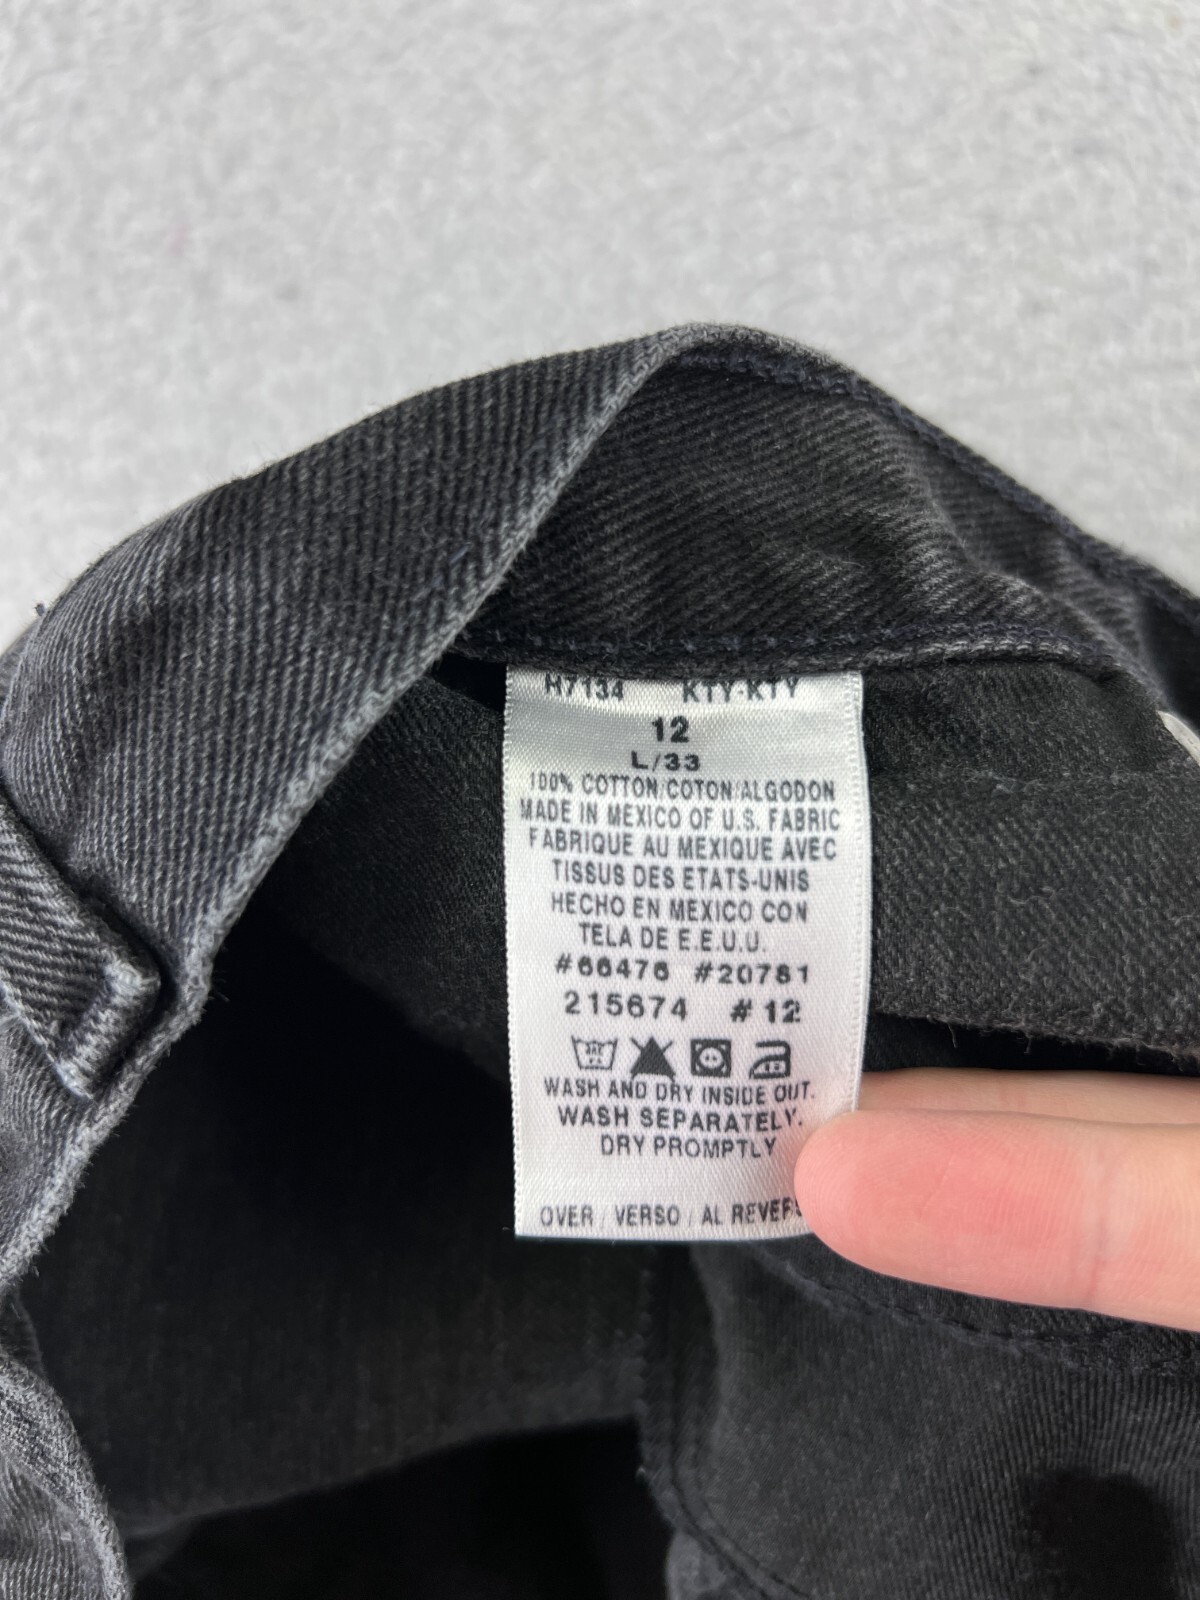 H7134 KTY-KTY
12
L/33
100% COTTON/COTON/ALGODON
MADE IN MEXICO OF U.S. FABRIC
FABRIQUE AU MEXIQUE AVEC
TISSUS DES ETATS-UNIS
HECHO EN MEXICO CON
TELA DE E.E.U.U.
#66476 #20781
215674 #12
WASH AND DRY INSIDE OUT.
WASH SEPARATELY.
DRY PROMPTLY
OVER / VERSO / AL